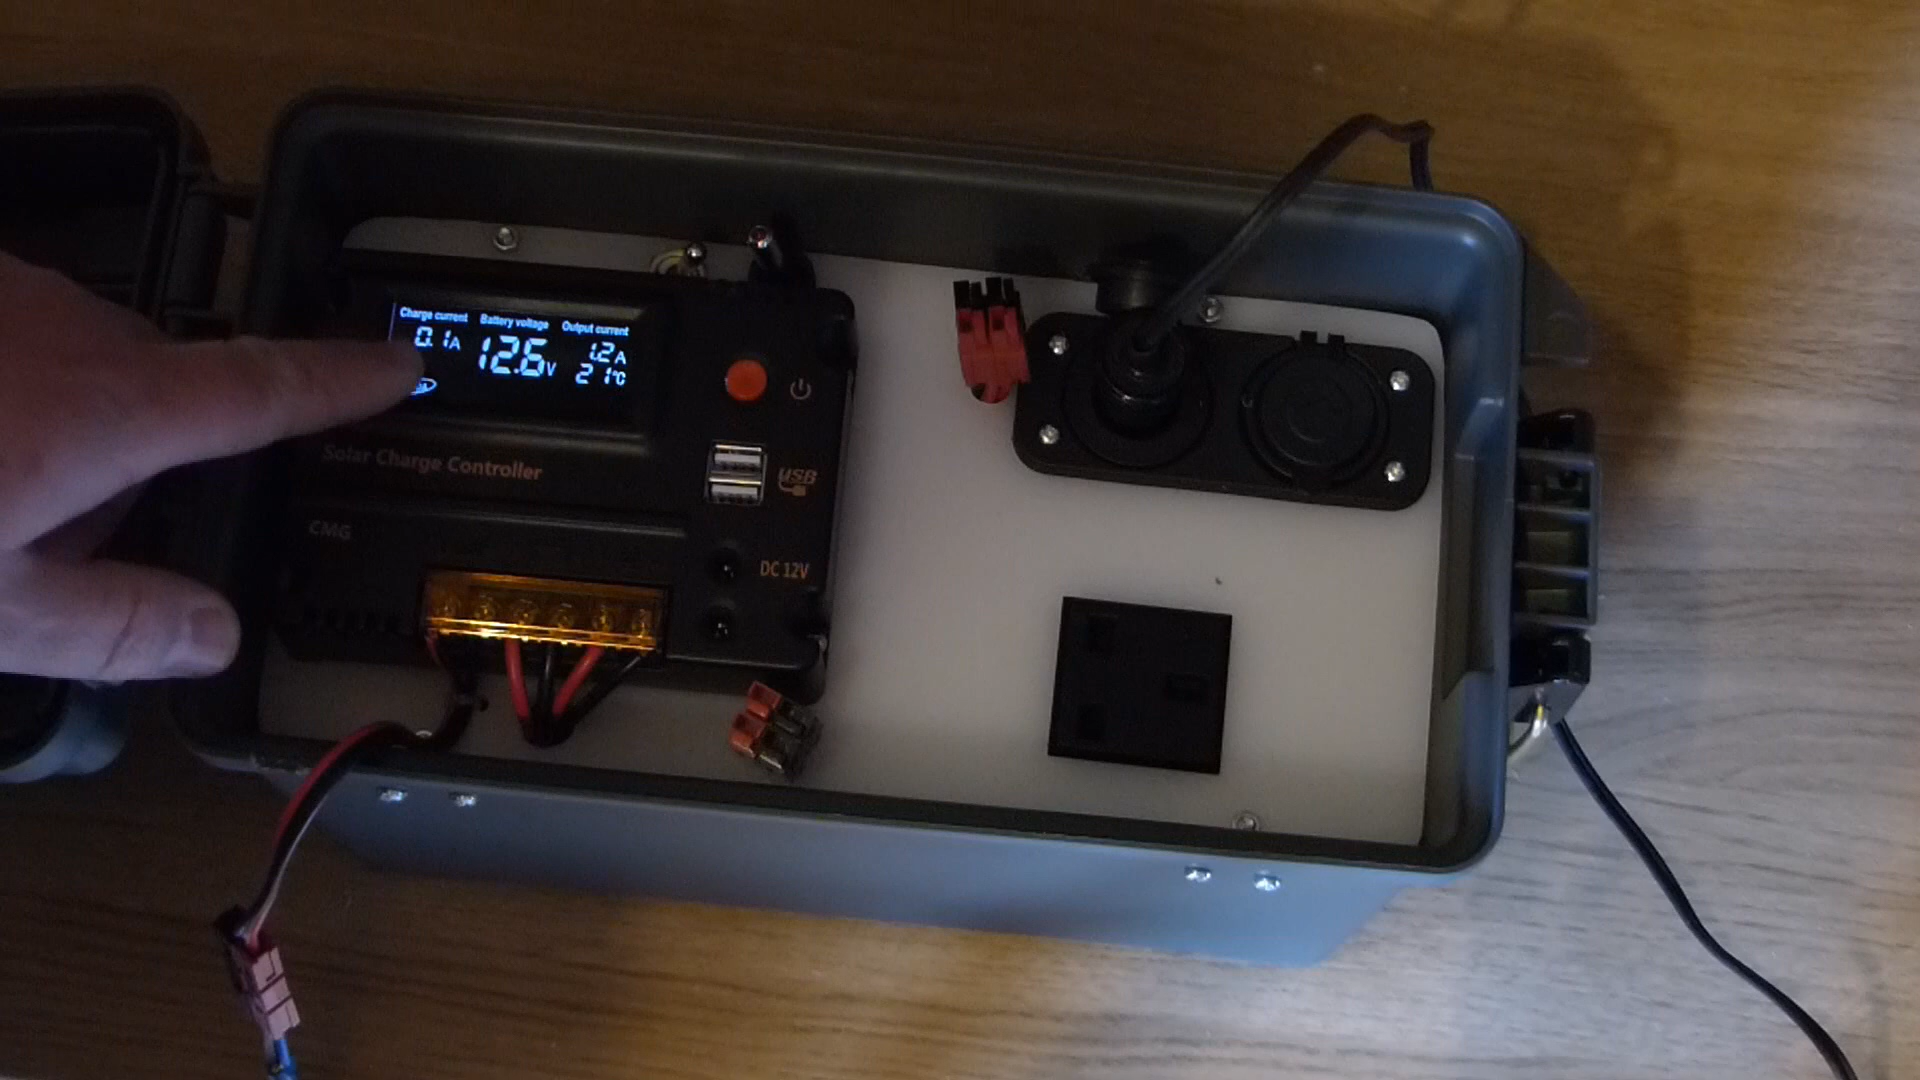 Charge current Battery voltage Output current
0.1A 12.6V 1.2A
21°C
Solar Charge Controller
USB
CMG
DC 12V